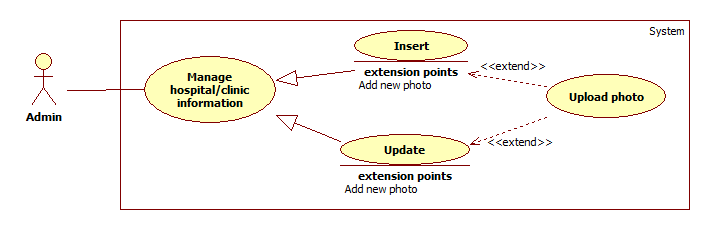 System
Insert
extension points
Add new photo
<<extend>>
Manage
hospital/clinic
information
Admin
Upload photo
<<extend>>
Update
extension points
Add new photo